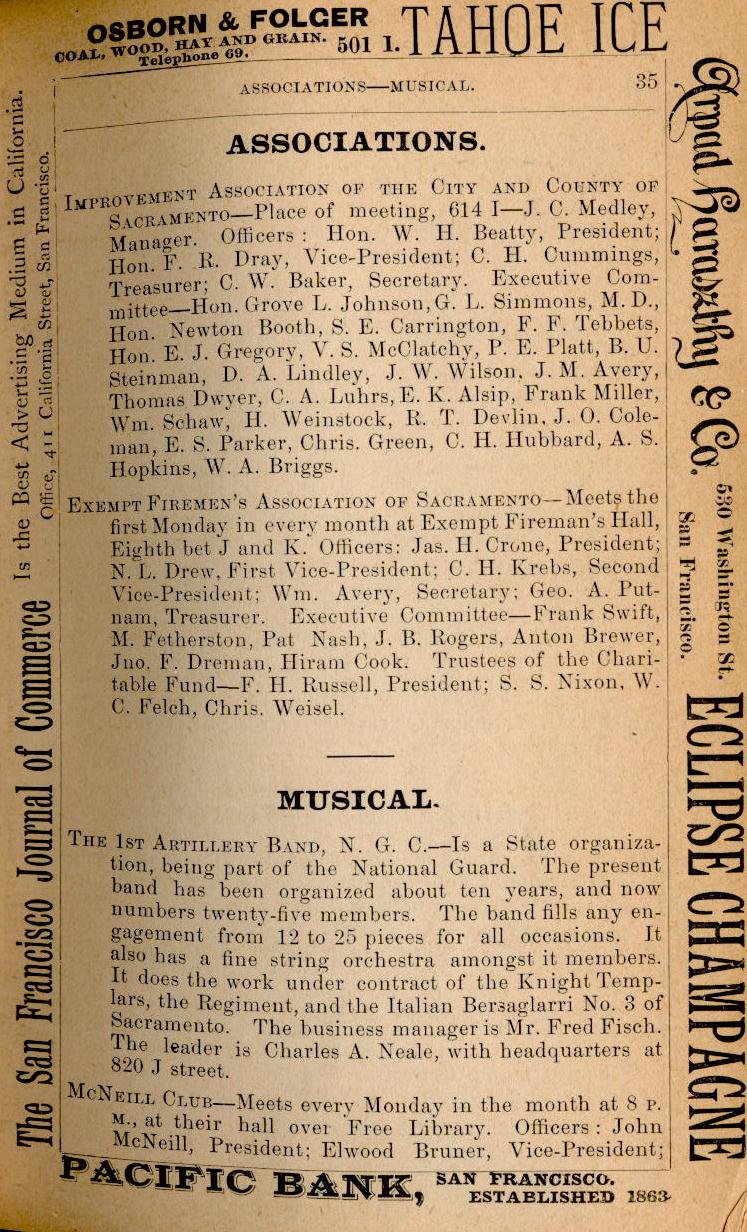 OSBORN & FOLGER
COAL, WOOD, HAY AND GRAIN. 501 I.
Telephone 69.
TAHOE ICE
ASSOCIATIONS—MUSICAL. 35
ASSOCIATIONS.
IMPROVEMENT ASSOCIATION OF THE CITY AND COUNTY OF
SACRAMENTO—Place of meeting, 614 I—J. C. Medley,
Manager. Officers: Hon. W. H. Beatty, President;
Hon. F. R. Dray, Vice-President; C. H. Cummings,
Treasurer; C. W. Baker, Secretary. Executive Com-
mittee—Hon. Grove L. Johnson, G. L. Simmons, M. D.,
Hon. Newton Booth, S. E. Carrington, F. F. Tebbets,
Hon. E. J. Gregory, V. S. McClatchy, P. E. Platt, B. U.
Steinman, D. A. Lindley, J. W. Wilson, J. M. Avery,
Thomas Dwyer, C. A. Luhrs, E. K. Alsip, Frank Miller,
Wm. Schaw, H. Weinstock, R. T. Devlin, J. O. Cole-
man, E. S. Parker, Chris. Green, C. H. Hubbard, A. S.
Hopkins, W. A. Briggs.
EXEMPT FIREMEN'S ASSOCIATION OF SACRAMENTO—Meets the
first Monday in every month at Exempt Fireman's Hall,
Eighth bet J and K. Officers: Jas. H. Crone, President;
N. L. Drew, First Vice-President; C. H. Krebs, Second
Vice-President; Wm. Avery, Secretary; Geo. A. Put-
nam, Treasurer. Executive Committee—Frank Swift,
M. Fetherston, Pat Nash, J. B. Rogers, Anton Brewer,
Jno. F. Dreman, Hiram Cook. Trustees of the Chari-
table Fund—F. H. Russell, President; S. S. Nixon, W.
C. Felch, Chris. Weisel.
MUSICAL.
THE 1ST ARTILLERY BAND, N. G. C.—Is a State organiza-
tion, being part of the National Guard. The present
band has been organized about ten years, and now
numbers twenty-five members. The band fills any en-
gagement from 12 to 25 pieces for all occasions. It
also has a fine string orchestra amongst it members.
It does the work under contract of the Knight Temp-
lars, the Regiment, and the Italian Bersaglarri No. 3 of
Sacramento. The business manager is Mr. Fred Fisch.
The leader is Charles A. Neale, with headquarters at
820 J street.
MCNEILL CLUB—Meets every Monday in the month at 8 P.
M., at their hall over Free Library. Officers: John
McNeill, President; Elwood Bruner, Vice-President;
PACIFIC BANK, SAN FRANCISCO.
ESTABLISHED 1863.
The San Francisco Journal of Commerce Is the Best Advertising Medium in California.
Office, 411 California Street, San Francisco.
Arpad Haraszthy & Co. 530 Washington St.
San Francisco.
ECLIPSE CHAMPAGNE